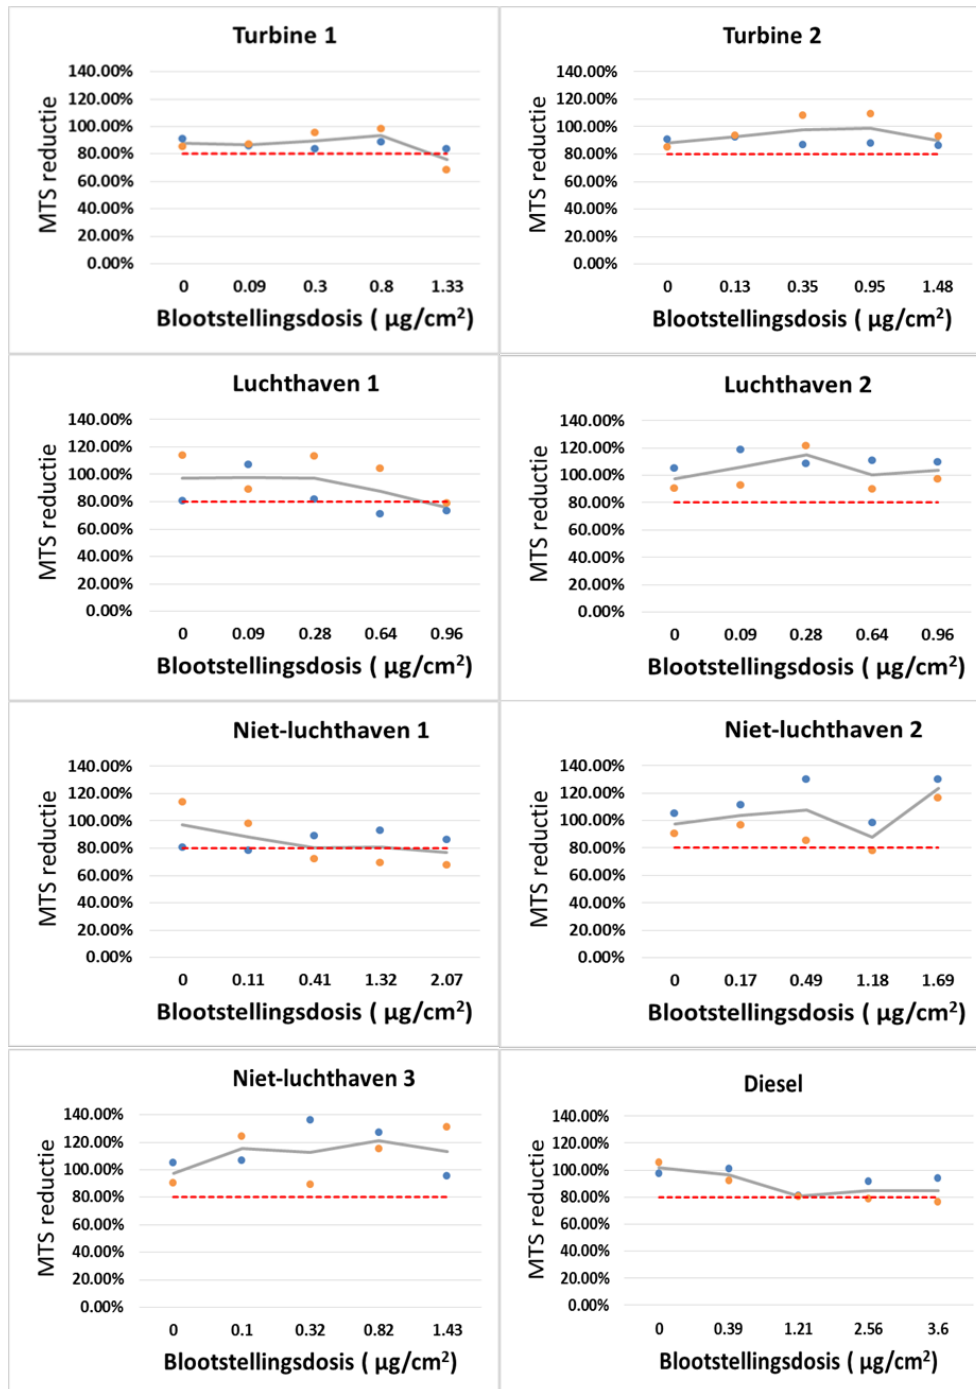 Turbine 1
140.00%
120.00%
100.00%
80.00%
60.00%
40.00%
20.00%
0.00%
MTS reductie
0 0.09 0.3 0.8 1.33
Blootstellingsdosis ( µg/cm²)
Turbine 2
140.00%
120.00%
100.00%
80.00%
60.00%
40.00%
20.00%
0.00%
MTS reductie
0 0.13 0.35 0.95 1.48
Blootstellingsdosis ( µg/cm²)
Luchthaven 1
140.00%
120.00%
100.00%
80.00%
60.00%
40.00%
20.00%
0.00%
MTS reductie
0 0.09 0.28 0.64 0.96
Blootstellingsdosis ( µg/cm²)
Luchthaven 2
140.00%
120.00%
100.00%
80.00%
60.00%
40.00%
20.00%
0.00%
MTS reductie
0 0.09 0.28 0.64 0.96
Blootstellingsdosis ( µg/cm²)
Niet-luchthaven 1
140.00%
120.00%
100.00%
80.00%
60.00%
40.00%
20.00%
0.00%
MTS reductie
0 0.11 0.41 1.32 2.07
Blootstellingsdosis ( µg/cm²)
Niet-luchthaven 2
140.00%
120.00%
100.00%
80.00%
60.00%
40.00%
20.00%
0.00%
MTS reductie
0 0.17 0.49 1.18 1.69
Blootstellingsdosis ( µg/cm²)
Niet-luchthaven 3
140.00%
120.00%
100.00%
80.00%
60.00%
40.00%
20.00%
0.00%
MTS reductie
0 0.1 0.32 0.82 1.43
Blootstellingsdosis ( µg/cm²)
Diesel
140.00%
120.00%
100.00%
80.00%
60.00%
40.00%
20.00%
0.00%
MTS reductie
0 0.39 1.21 2.56 3.6
Blootstellingsdosis ( µg/cm²)